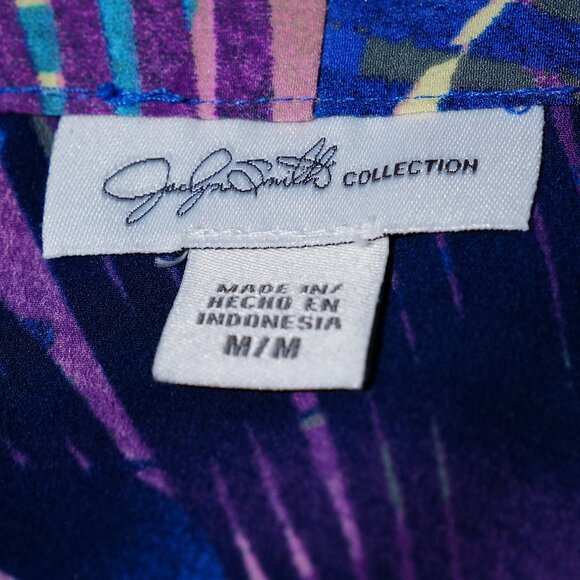 Jaclyn Smith COLLECTION
MADE IN/
HECHO EN
INDONESIA
M/M